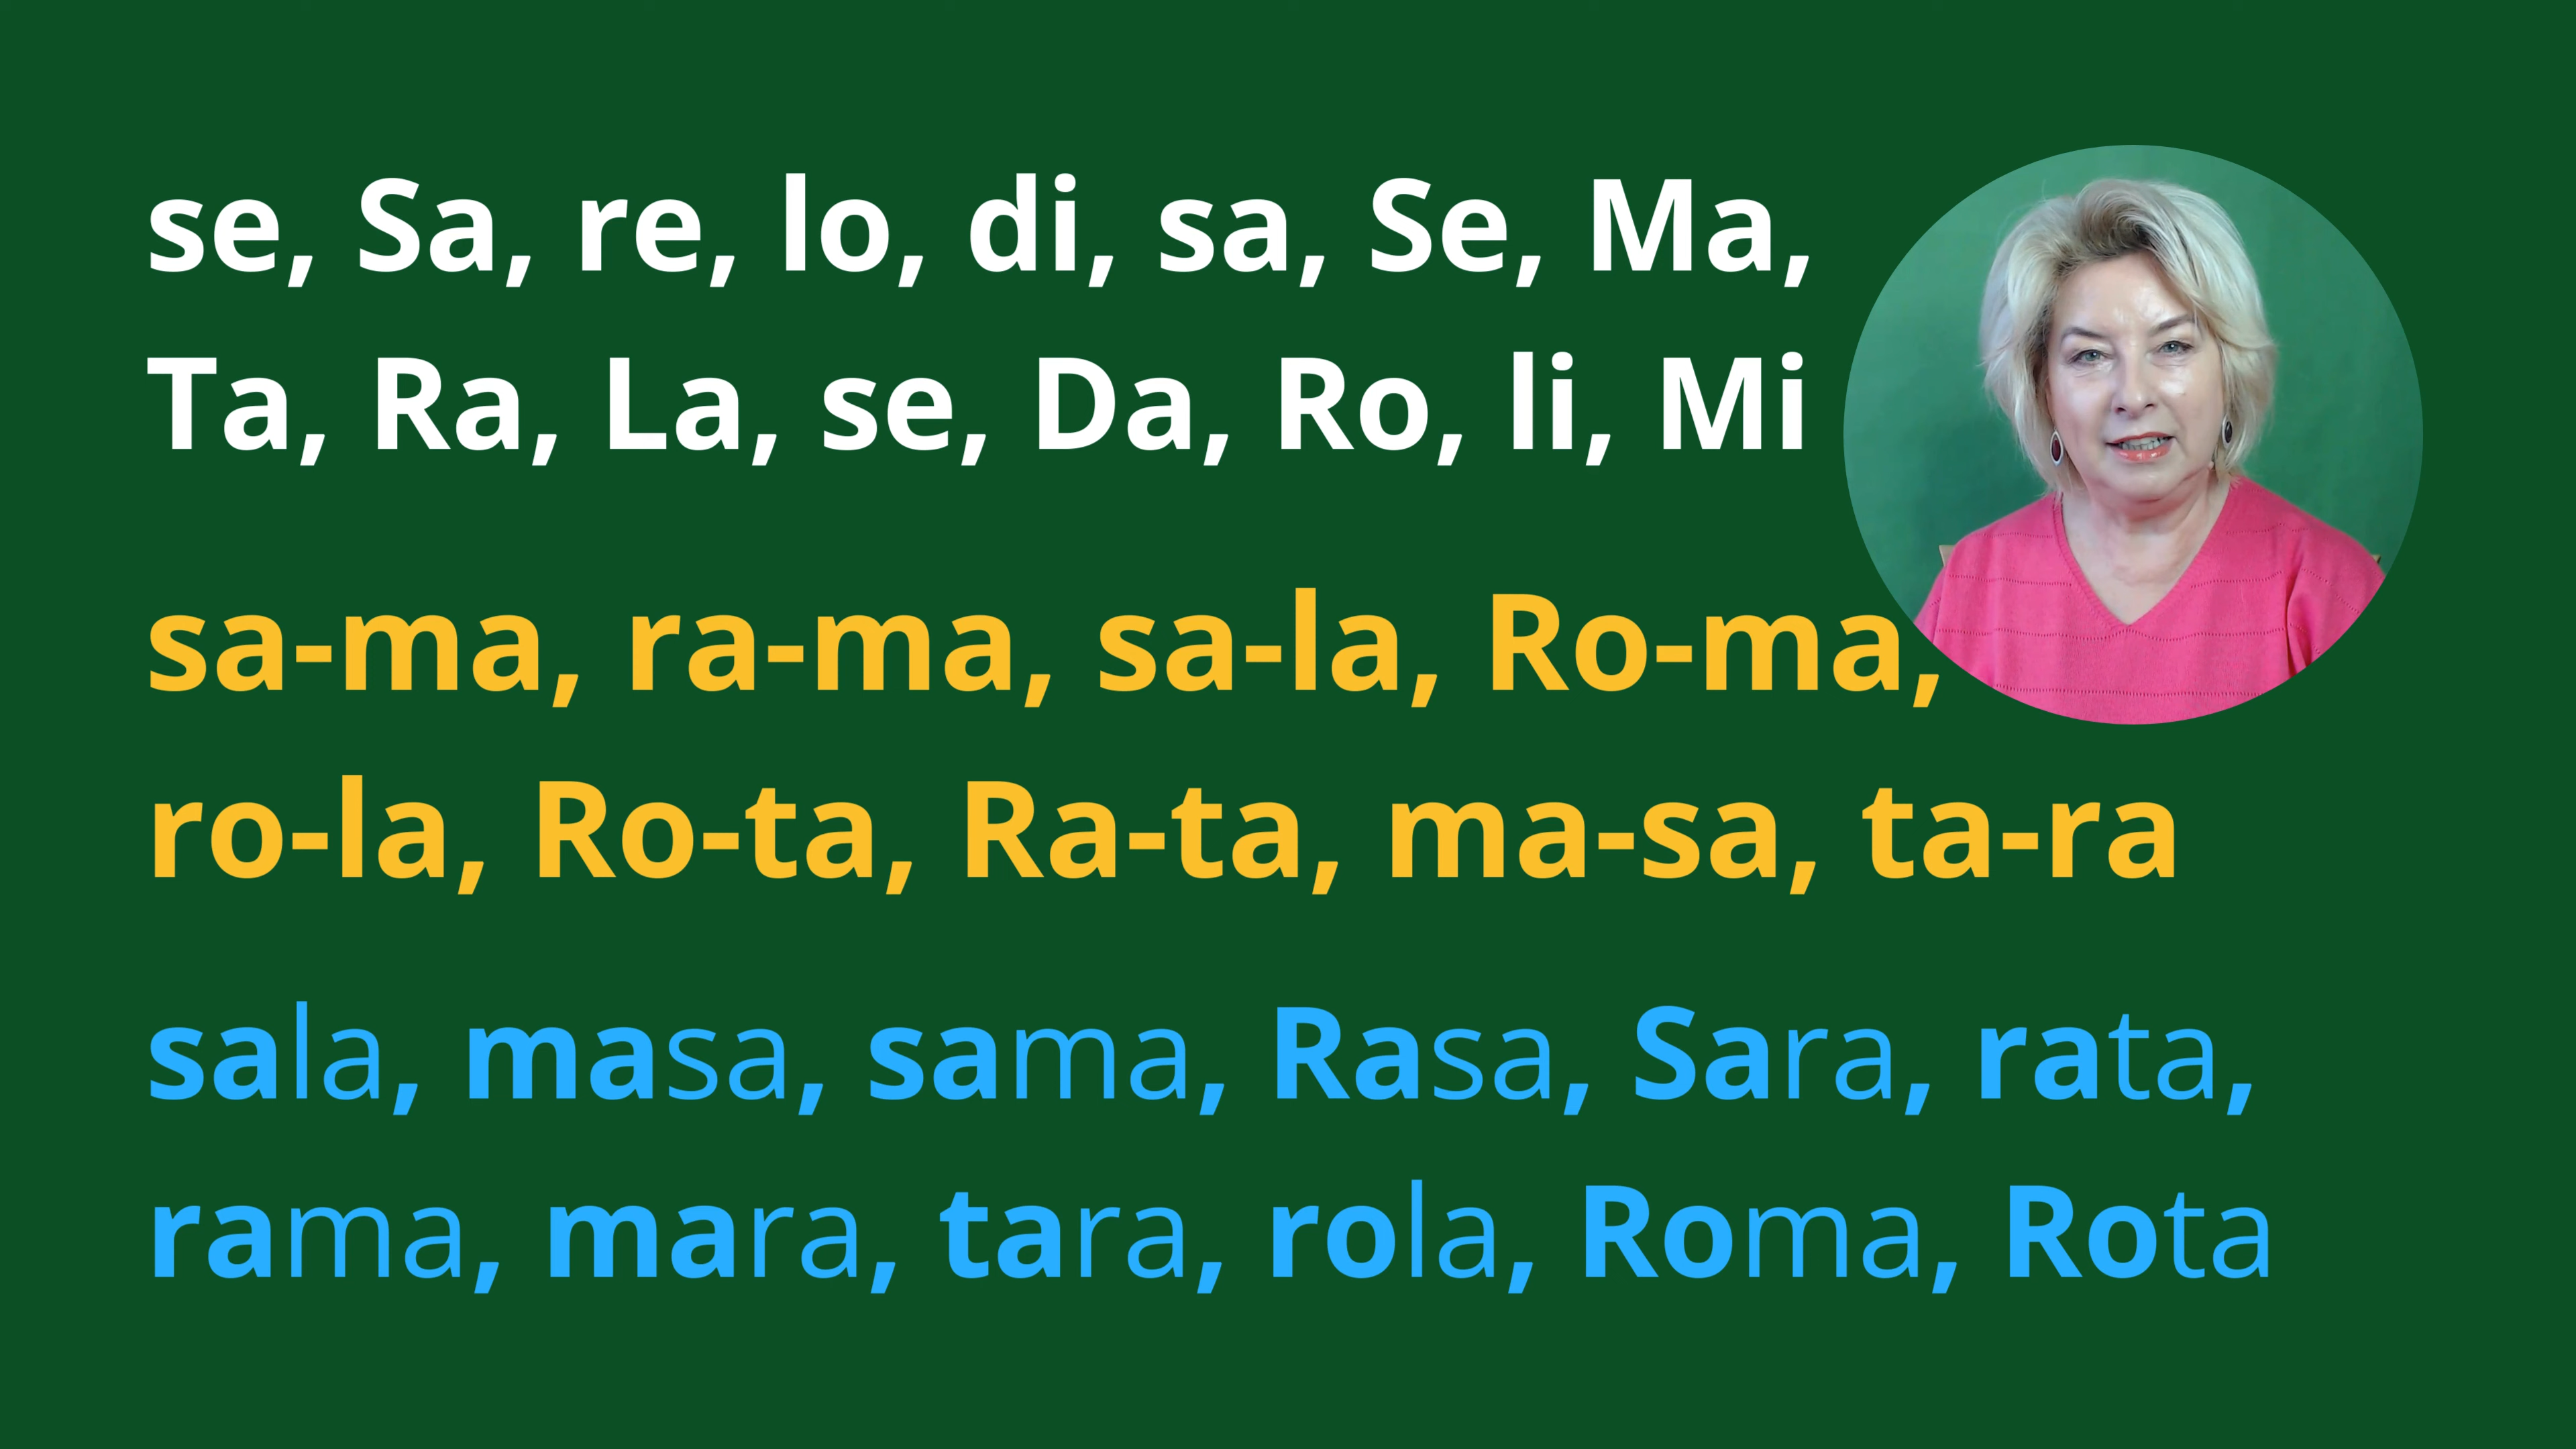 se, Sa, re, lo, di, sa, Se, Ma,
Ta, Ra, La, se, Da, Ro, li, Mi
sa-ma, ra-ma, sa-la, Ro-ma,
ro-la, Ro-ta, Ra-ta, ma-sa, ta-ra
sala, masa, sama, Rasa, Sara, rata,
rama, mara, tara, rola, Roma, Rota